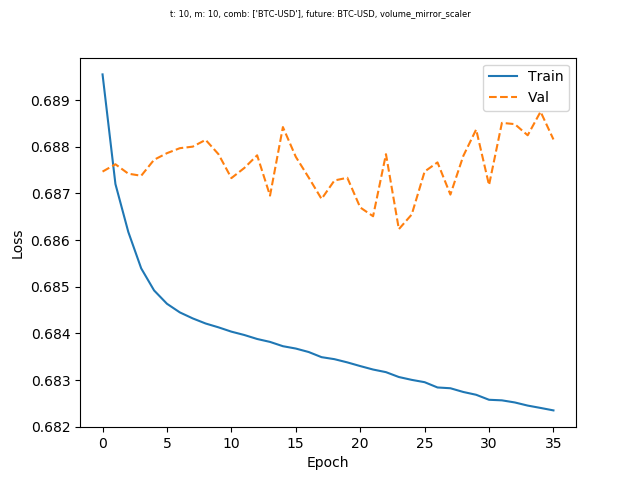 t: 10, m: 10, comb: ['BTC-USD'], future: BTC-USD, volume_mirror_scaler
Train
Val
0.689
0.688
0.687
0.686
0.685
0.684
0.683
0.682
Loss
0 5 10 15 20 25 30 35
Epoch